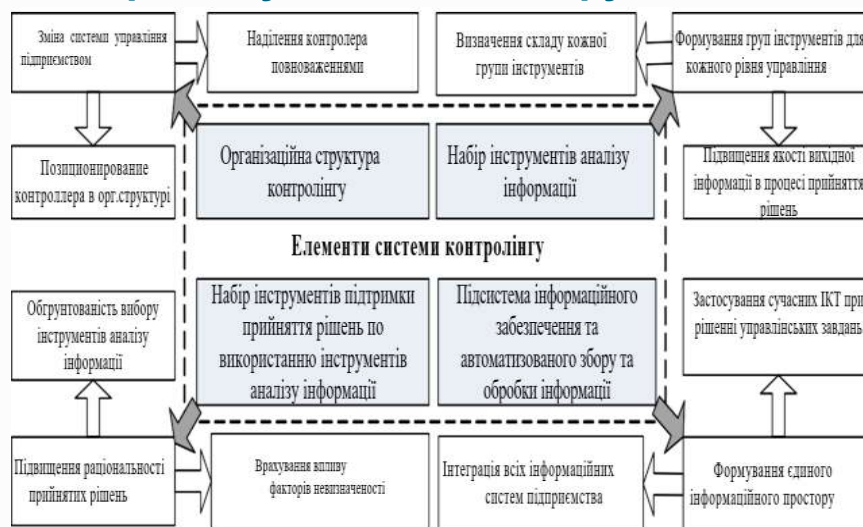 Зміна системи управління
підприємством
Наділення контролера
повноваженнями
Визначення складу кожної
групи інструментів
Формування груп інструментів для
кожного рівня управління
Позиционирование
контроллера в орг.структурі
Організаційна структура
контролінгу
Набір інструментів аналізу
інформації
Підвищення якості вихідної
інформації в процесі прийняття
рішень
Елементи системи контролінгу
Обгрунтованість вибору
інструментів аналізу
інформації
Набір інструментів підтримки
прийняття рішень по
використанню інструментів
аналізу інформації
Підсистема інформаційного
забезпечення та
автоматизованого збору та
обробки інформації
Застосування сучасних ІКТ при
рішенні управлінських завдань
Підвищення раціональності
прийнятих рішень
Врахування впливу
факторів невизначеності
Інтеграція всіх інформаційних
систем підприємства
Формування єдиного
інформаційного простору